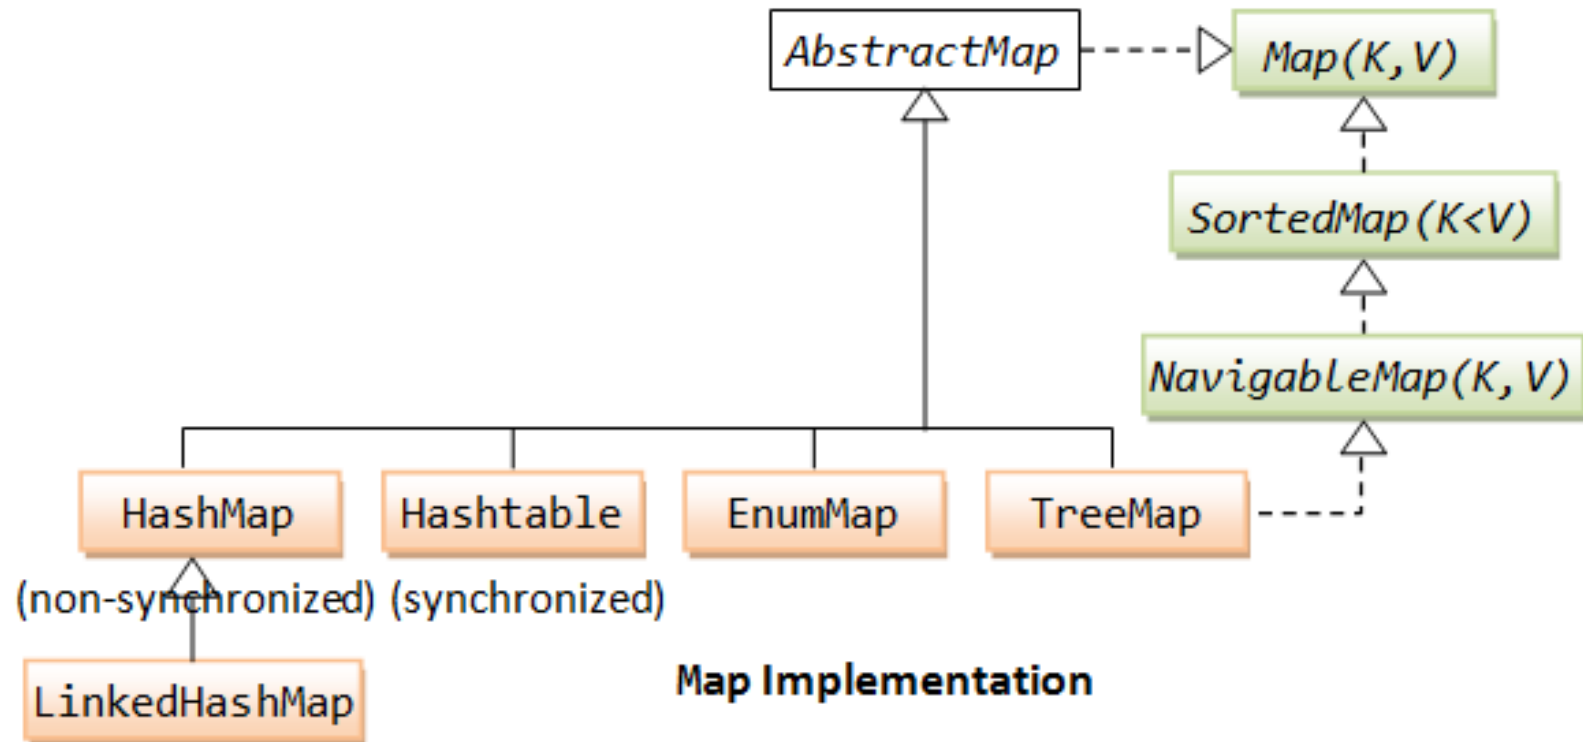 AbstractMap
Map(K,V)
SortedMap(K<V)
NavigableMap(K,V)
HashMap
Hashtable
EnumMap
TreeMap
(non-synchronized)
(synchronized)
LinkedHashMap
Map Implementation